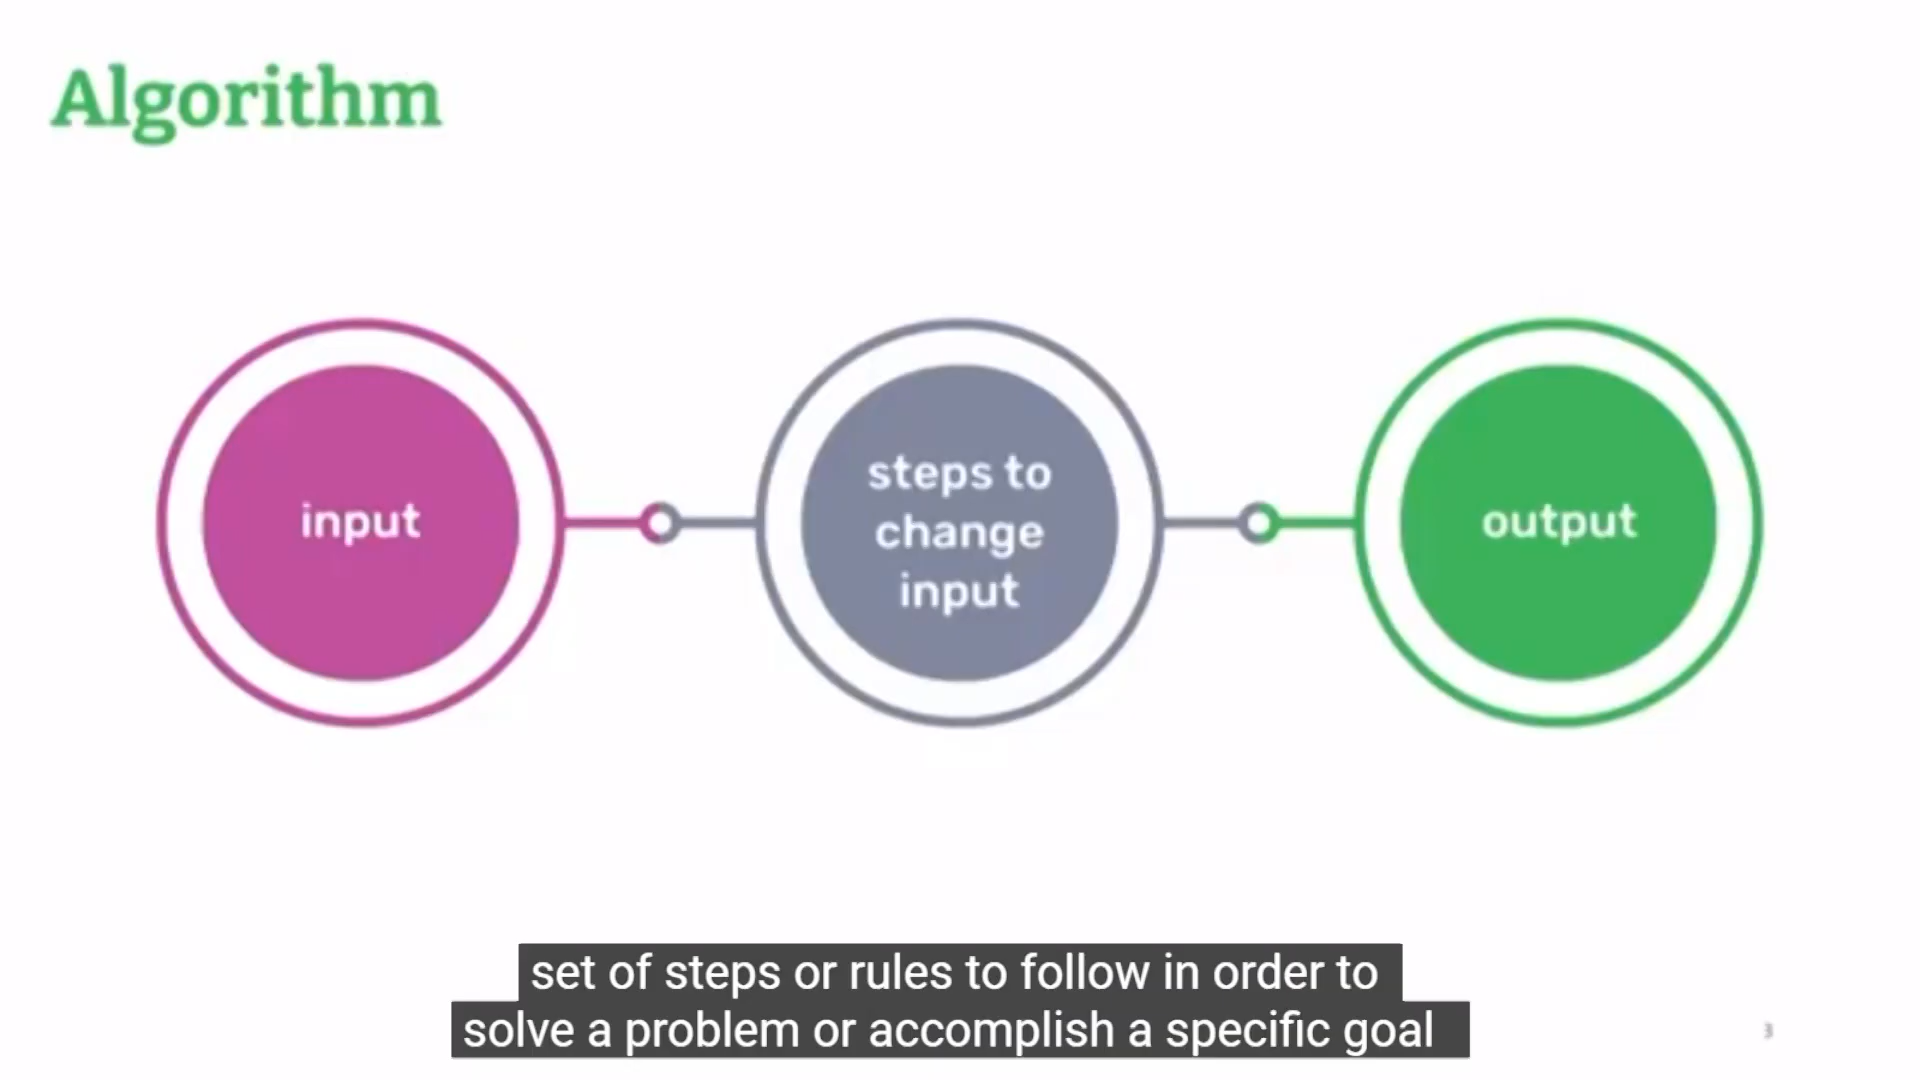 Algorithm
input
steps to
change
input
output
set of steps or rules to follow in order to
solve a problem or accomplish a specific goal
3